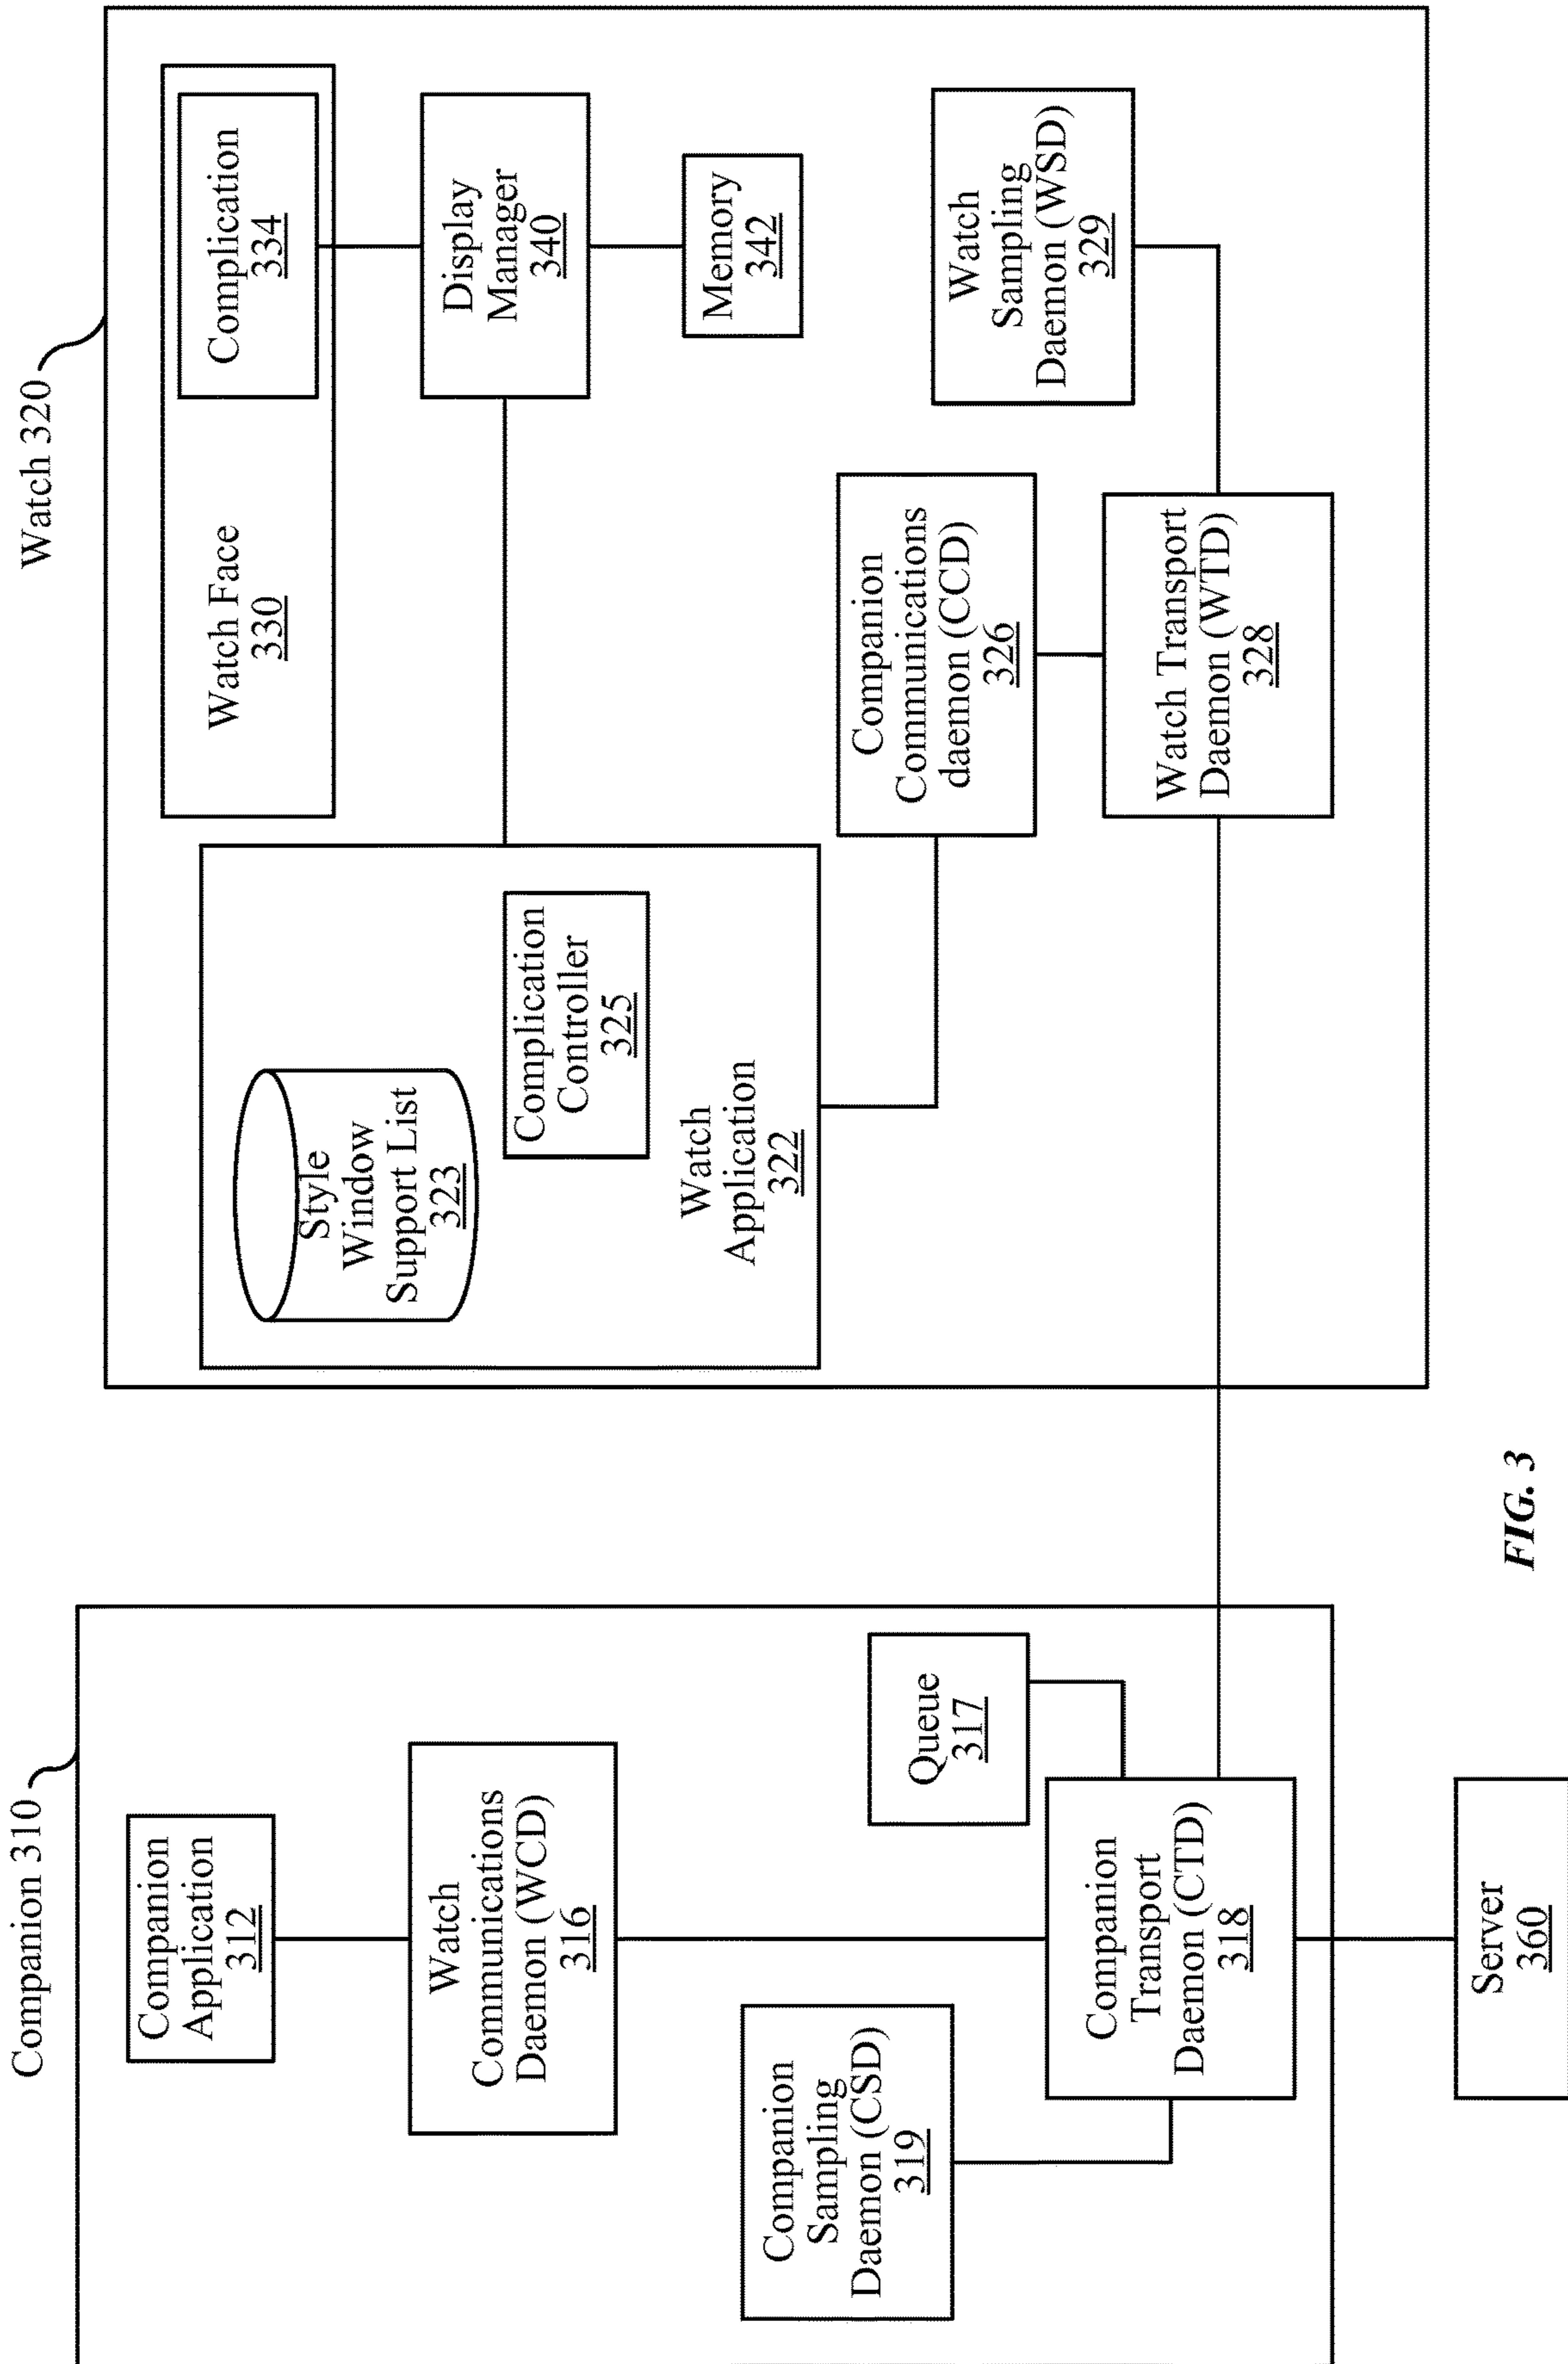 Companion 310
Companion
Application
312
Watch
Communications
Daemon (WCD)
316
Companion
Sampling
Daemon (CSD)
319
Queue
317
Companion
Transport
Daemon (CTD)
318
Server
360
Watch 320
Style
Window
Support List
323
Complication
Controller
325
Watch
Application
322
Watch Face
330
Complication
334
Display
Manager
340
Memory
342
Companion
Communications
daemon (CCD)
326
Watch
Sampling
Daemon (WSD)
329
Watch Transport
Daemon (WTD)
328
FIG. 3